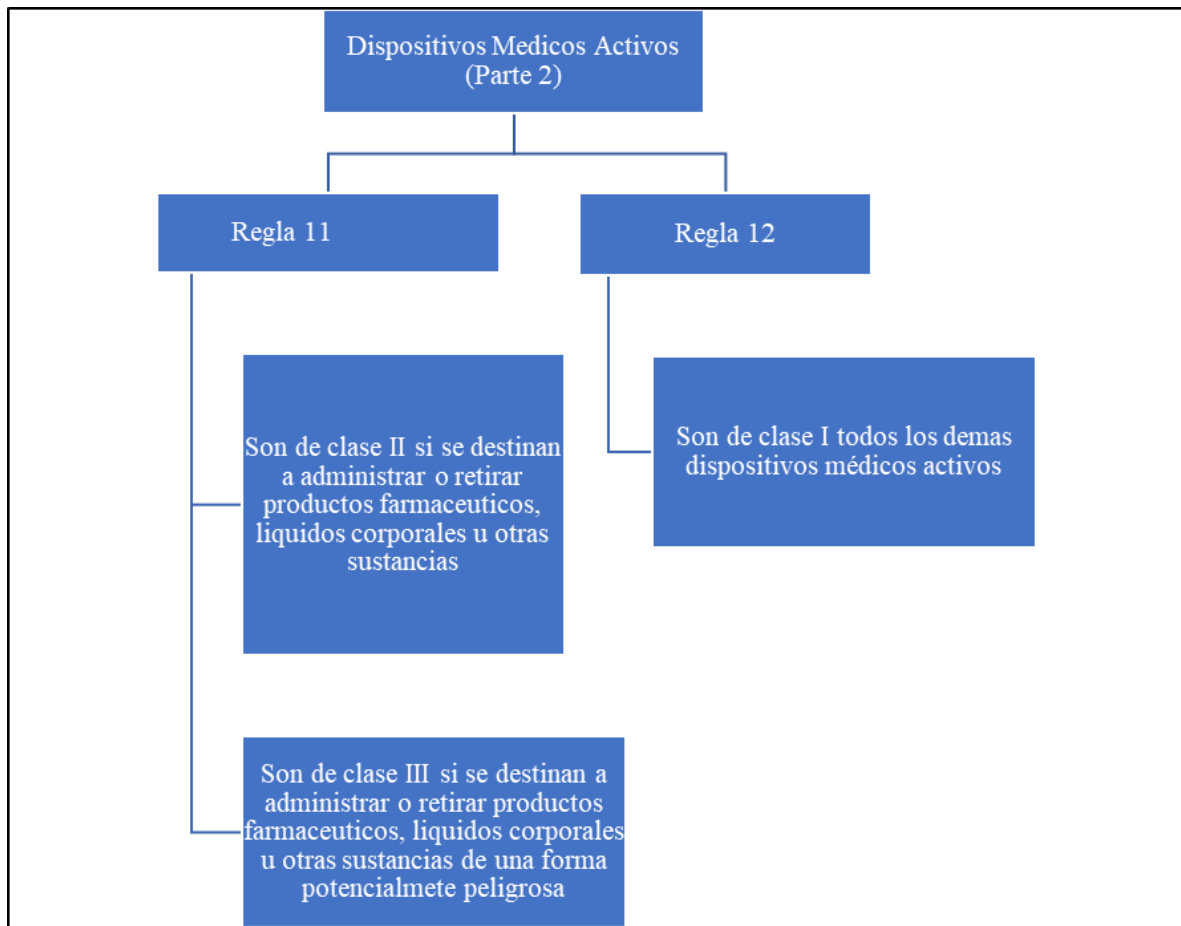 Dispositivos Medicos Activos
(Parte 2)
Regla 11
Regla 12
Son de clase II si se destinan
a administrar o retirar
productos farmaceuticos,
liquidos corporales u otras
sustancias
Son de clase I todos los demas
dispositivos médicos activos
Son de clase III si se destinan a
administrar o retirar productos
farmaceuticos, liquidos corporales
u otras sustancias de una forma
potencialmete peligrosa